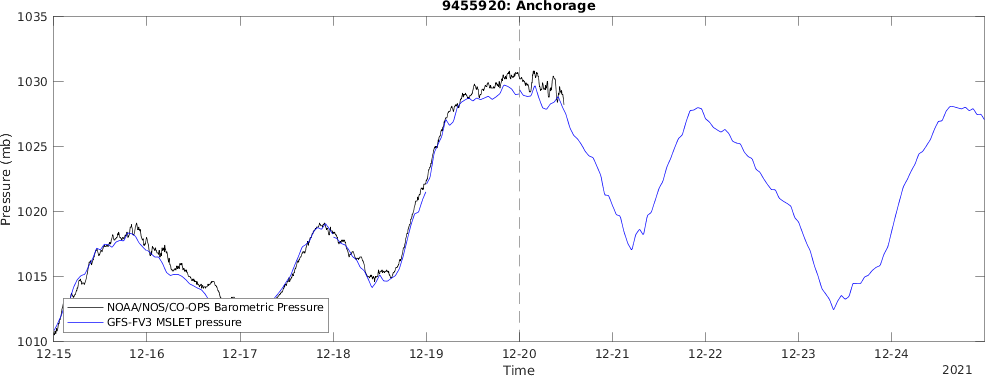 9455920: Anchorage
1035
1030
1025
1020
1015
1010
Pressure (mb)
NOAA/NOS/CO-OPS Barometric Pressure
GFS-FV3 MSLET pressure
12-15 12-16 12-17 12-18 12-19 12-20 12-21 12-22 12-23 12-24
Time
2021